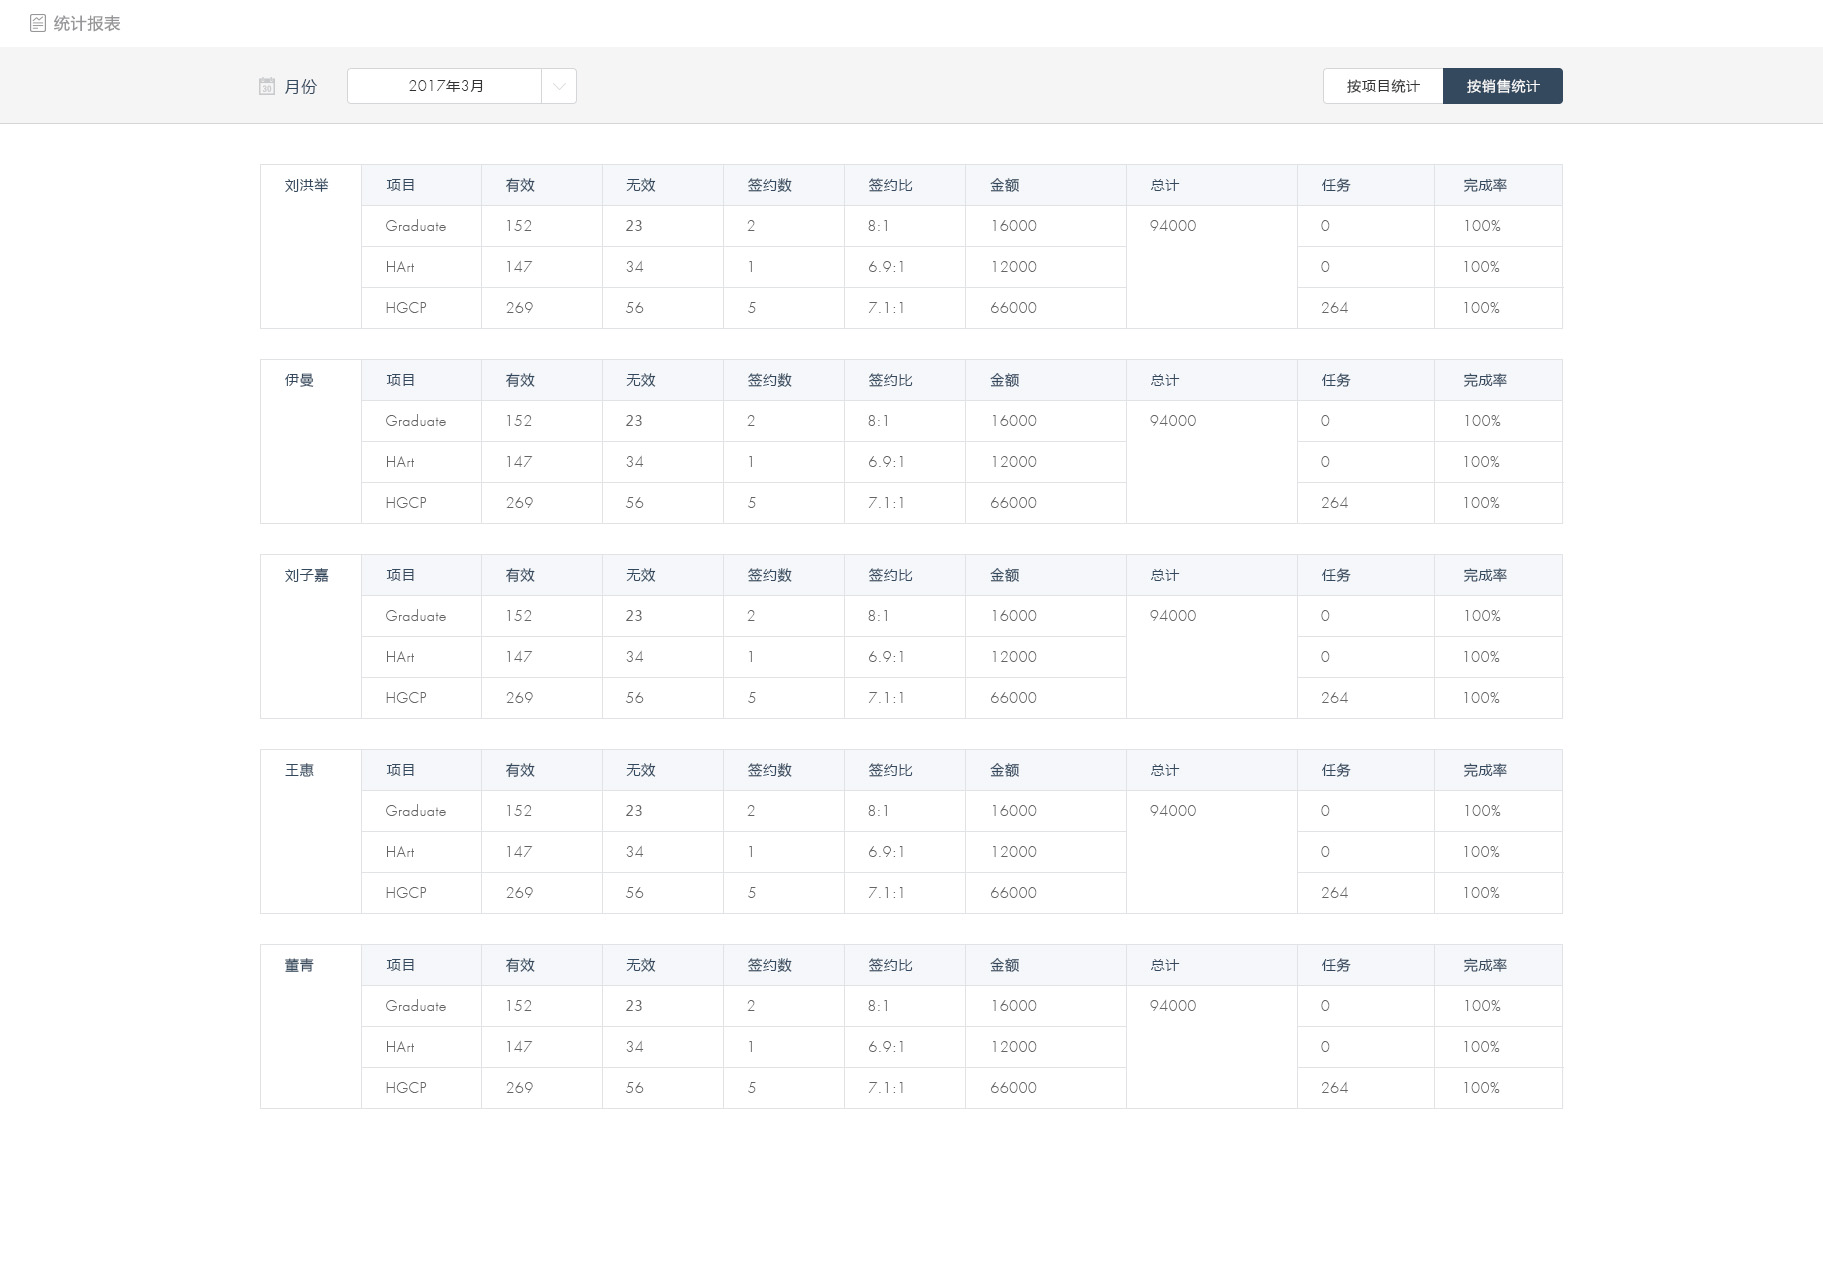 统计报表
30 月份 2017年3月 按项目统计 按销售统计
刘洪举 项目 有效 无效 签约数 签约比 金额 总计 任务 完成率
Graduate 152 23 2 8:1 16000 94000 0 100%
HArt 147 34 1 6.9:1 12000 0 100%
HGCP 269 56 5 7.1:1 66000 264 100%
伊曼 项目 有效 无效 签约数 签约比 金额 总计 任务 完成率
Graduate 152 23 2 8:1 16000 94000 0 100%
HArt 147 34 1 6.9:1 12000 0 100%
HGCP 269 56 5 7.1:1 66000 264 100%
刘子嘉 项目 有效 无效 签约数 签约比 金额 总计 任务 完成率
Graduate 152 23 2 8:1 16000 94000 0 100%
HArt 147 34 1 6.9:1 12000 0 100%
HGCP 269 56 5 7.1:1 66000 264 100%
王惠 项目 有效 无效 签约数 签约比 金额 总计 任务 完成率
Graduate 152 23 2 8:1 16000 94000 0 100%
HArt 147 34 1 6.9:1 12000 0 100%
HGCP 269 56 5 7.1:1 66000 264 100%
董青 项目 有效 无效 签约数 签约比 金额 总计 任务 完成率
Graduate 152 23 2 8:1 16000 94000 0 100%
HArt 147 34 1 6.9:1 12000 0 100%
HGCP 269 56 5 7.1:1 66000 264 100%